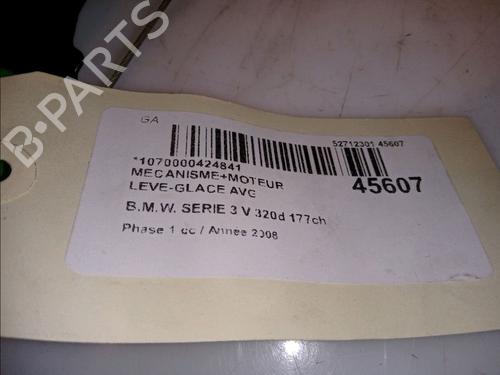 GA
52712301 45607
*1070000424841
MECANISME+MOTEUR
45607
LEVE-GLACE AVG
B.M.W. SERIE 3 V 320d 177ch
Phase 1 cc / Année 2008
B-PARTS